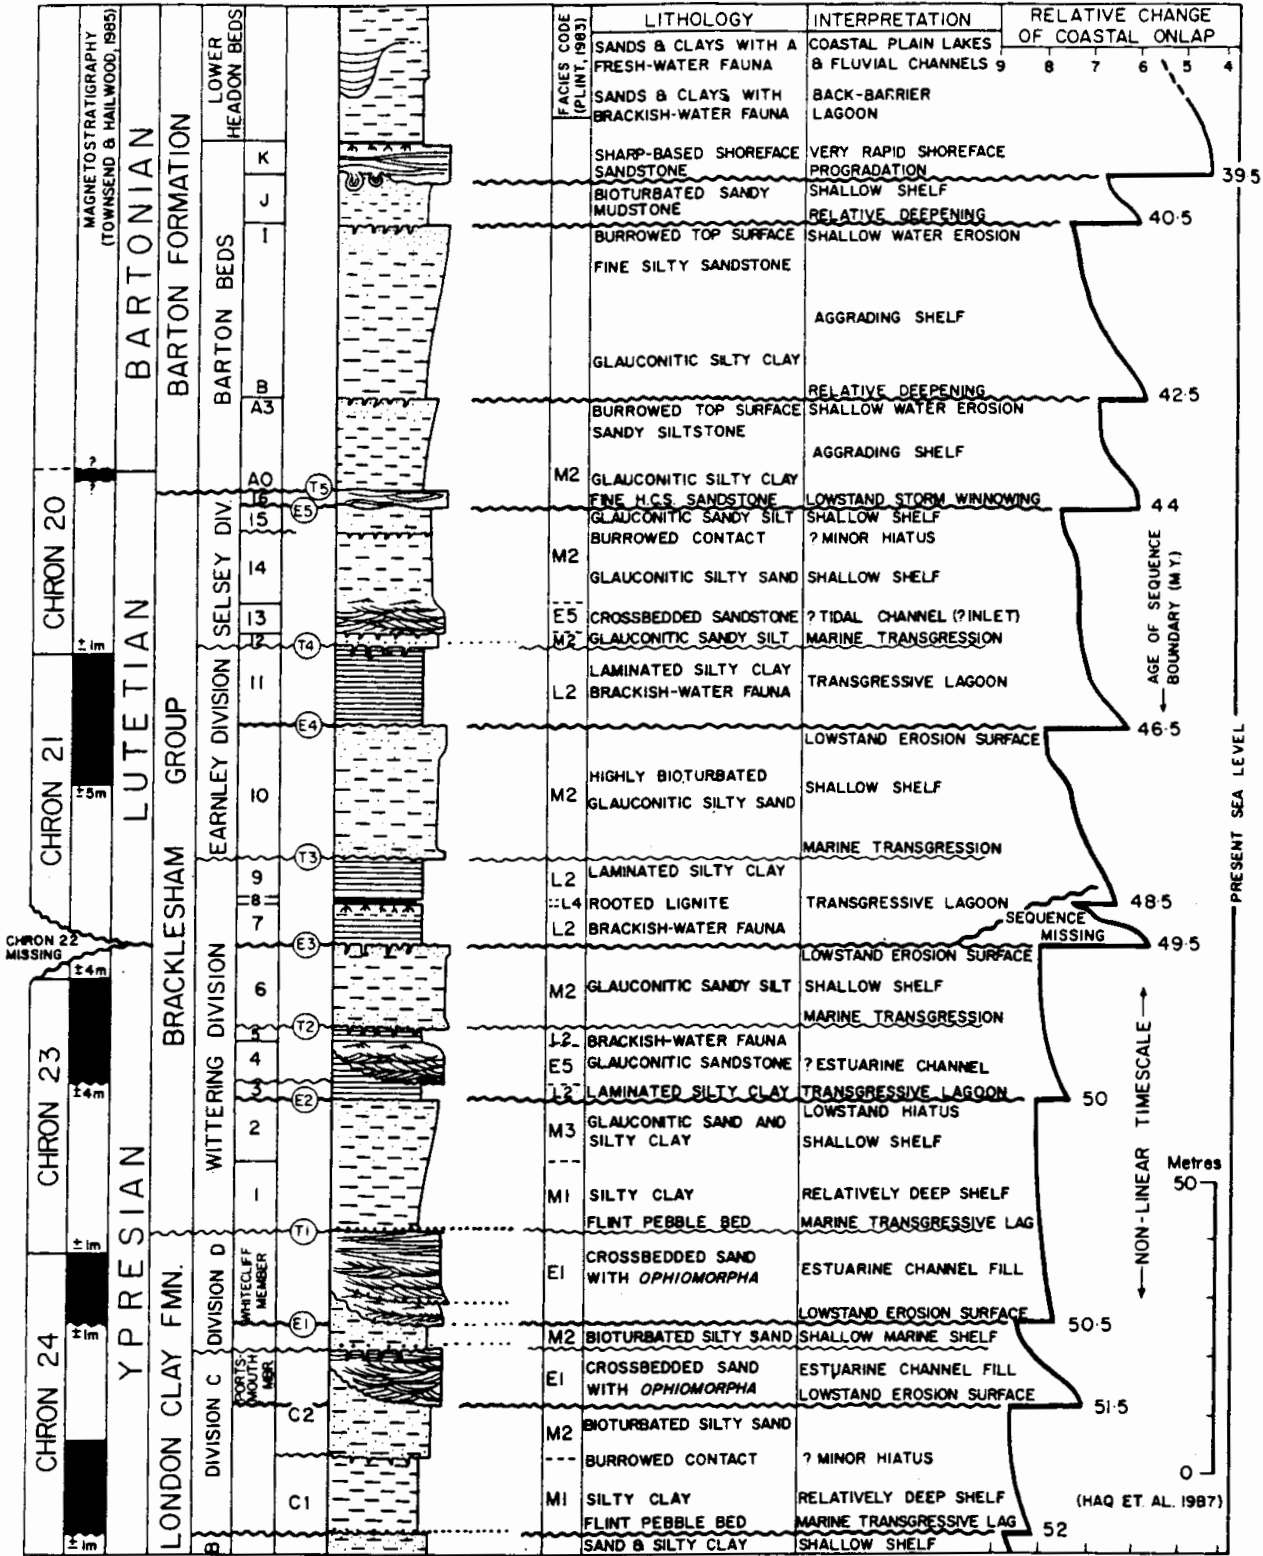 MAGNETOSTRATIGRAPHY
(TOWNSEND & HAILWOOD, 1985)
CHRON 20
CHRON 21
CHRON 22
MISSING
CHRON 23
CHRON 24
?
?
± 1m
±5m
±4m
±4m
± 1m
±1m
± 1m
BARTONIAN
LUTETIAN
YPRESIAN
BARTON FORMATION
BRACKLESHAM GROUP
LONDON CLAY FMN.
LOWER
HEADON BEDS
BARTON BEDS
SELSEY DIV.
EARNLEY DIVISION
WITTERING DIVISION
DIVISION D
DIVISION C
B
WHITECLIFF
MEMBER
PORTS-
MOUTH
MBR
K
J
I
B
A3
A0
16
15
14
13
12
11
10
9
8
7
6
5
4
3
2
1
C2
C1
T5
E5
T4
E4
T3
E3
T2
E2
T1
E1
FACIES CODE
(PLINT, 1983)
M2
M2
E5
M2
L2
M2
L2
L4
L2
M2
L2
E5
L2
M3
M1
E1
M2
E1
M2
M1
LITHOLOGY
SANDS & CLAYS WITH A
FRESH-WATER FAUNA
SANDS & CLAYS WITH
BRACKISH-WATER FAUNA
SHARP-BASED SHOREFACE
SANDSTONE
BIOTURBATED SANDY
MUDSTONE
BURROWED TOP SURFACE
FINE SILTY SANDSTONE
GLAUCONITIC SILTY CLAY
BURROWED TOP SURFACE
SANDY SILTSTONE
GLAUCONITIC SILTY CLAY
FINE H.C.S. SANDSTONE
GLAUCONITIC SANDY SILT
BURROWED CONTACT
GLAUCONITIC SILTY SAND
CROSSBEDDED SANDSTONE
GLAUCONITIC SANDY SILT
LAMINATED SILTY CLAY
BRACKISH-WATER FAUNA
HIGHLY BIOTURBATED
GLAUCONITIC SILTY SAND
LAMINATED SILTY CLAY
ROOTED LIGNITE
BRACKISH-WATER FAUNA
GLAUCONITIC SANDY SILT
BRACKISH-WATER FAUNA
GLAUCONITIC SANDSTONE
LAMINATED SILTY CLAY
GLAUCONITIC SAND AND
SILTY CLAY
SILTY CLAY
FLINT PEBBLE BED
CROSSBEDDED SAND
WITH OPHIOMORPHA
BIOTURBATED SILTY SAND
CROSSBEDDED SAND
WITH OPHIOMORPHA
BIOTURBATED SILTY SAND
BURROWED CONTACT
SILTY CLAY
FLINT PEBBLE BED
SAND & SILTY CLAY
INTERPRETATION
COASTAL PLAIN LAKES
& FLUVIAL CHANNELS
BACK-BARRIER
LAGOON
VERY RAPID SHOREFACE
PROGRADATION
SHALLOW SHELF
RELATIVE DEEPENING
SHALLOW WATER EROSION
AGGRADING SHELF
RELATIVE DEEPENING
SHALLOW WATER EROSION
AGGRADING SHELF
LOWSTAND STORM WINNOWING
SHALLOW SHELF
? MINOR HIATUS
SHALLOW SHELF
? TIDAL CHANNEL (? INLET)
MARINE TRANSGRESSION
TRANSGRESSIVE LAGOON
LOWSTAND EROSION SURFACE
SHALLOW SHELF
MARINE TRANSGRESSION
TRANSGRESSIVE LAGOON
LOWSTAND EROSION SURFACE
SHALLOW SHELF
MARINE TRANSGRESSION
? ESTUARINE CHANNEL
TRANSGRESSIVE LAGOON
LOWSTAND HIATUS
SHALLOW SHELF
RELATIVELY DEEP SHELF
MARINE TRANSGRESSIVE LAG
ESTUARINE CHANNEL FILL
LOWSTAND EROSION SURFACE
SHALLOW MARINE SHELF
ESTUARINE CHANNEL FILL
LOWSTAND EROSION SURFACE
? MINOR HIATUS
RELATIVELY DEEP SHELF
MARINE TRANSGRESSIVE LAG
SHALLOW SHELF
RELATIVE CHANGE
OF COASTAL ONLAP
9 8 7 6 5 4
39·5
40·5
42·5
44
46·5
48·5
SEQUENCE
MISSING
49·5
50
50·5
51·5
52
AGE OF SEQUENCE
BOUNDARY (M.Y.)
PRESENT SEA LEVEL
NON-LINEAR TIMESCALE
Metres
50
0
(HAQ ET. AL. 1987)